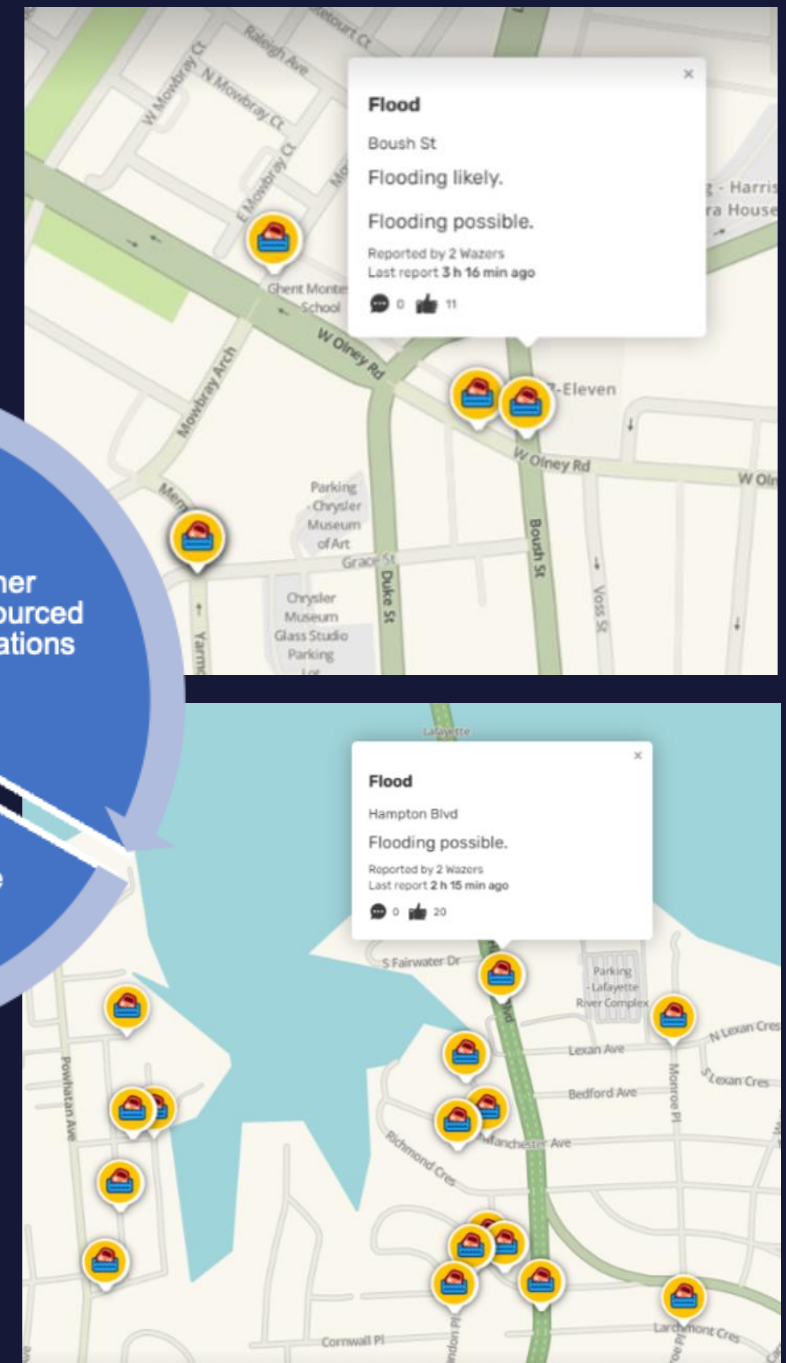 Raleigh Ave
W Mowbray Ct
N Mowbray Ct
E Mowbray Ct
×
Flood
Boush St
Flooding likely.
Flooding possible.
Reported by 2 Wazers
Last report 3 h 16 min ago
0 11
Harris
House
Ghent
School
W Olney Rd
Mowbray Arch
7-Eleven
W Olney Rd
Parking
- Chrysler
Museum
of Art
Grace St
Duke St
Boush St
Voss St
Chrysler
Museum
Glass Studio
Parking
Lafayette
×
Flood
Hampton Blvd
Flooding possible.
Reported by 2 Wazers
Last report 2 h 15 min ago
0 20
S Fairwater Dr
Parking
- Lafayette
River Complex
N Lexan Cres
Lexan Ave
S Lexan Cres
Bedford Ave
Monroe Pl
Powhatan Ave
Manchester Ave
Richmond Cres
Cornwall Pl
Larchmont Cres